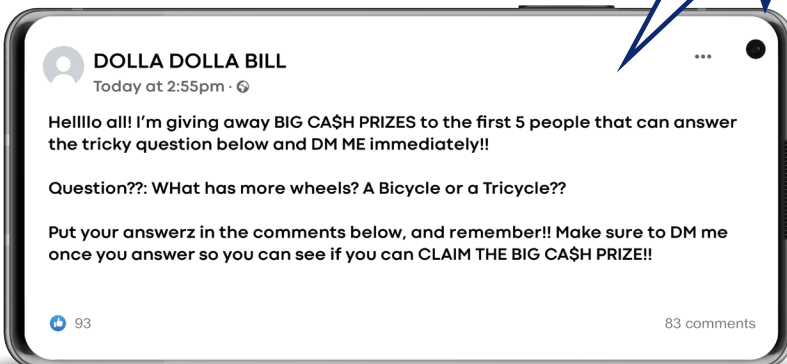 DOLLA DOLLA BILL
Today at 2:55pm ·
Hellllo all! I'm giving away BIG CA$H PRIZES to the first 5 people that can answer
the tricky question below and DM ME immediately!!
Question??: WHat has more wheels? A Bicycle or a Tricycle??
Put your answerz in the comments below, and remember!! Make sure to DM me
once you answer so you can see if you can CLAIM THE BIG CA$H PRIZE!!
93
83 comments